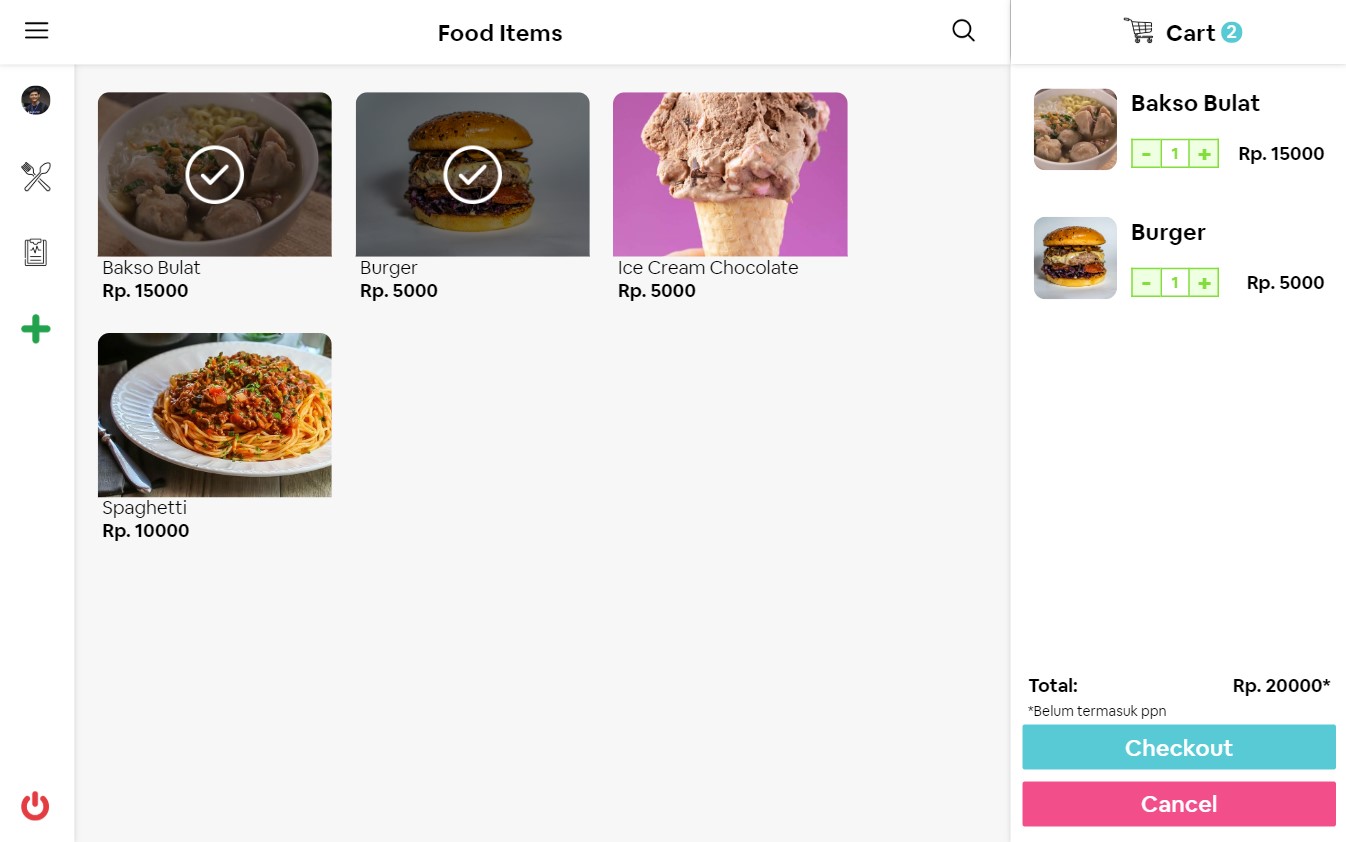 Food Items
Cart 2
Bakso Bulat
Rp. 15000
Burger
Rp. 5000
Ice Cream Chocolate
Rp. 5000
Spaghetti
Rp. 10000
Bakso Bulat
- 1 + Rp. 15000
Burger
- 1 + Rp. 5000
Total: Rp. 20000*
*Belum termasuk ppn
Checkout
Cancel